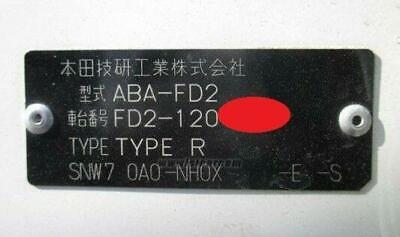 本田技研工業株式会社
型式 ABA-FD2
車台番号 FD2-120
TYPE TYPE R
SNW7 0A0-NH0X -E -S